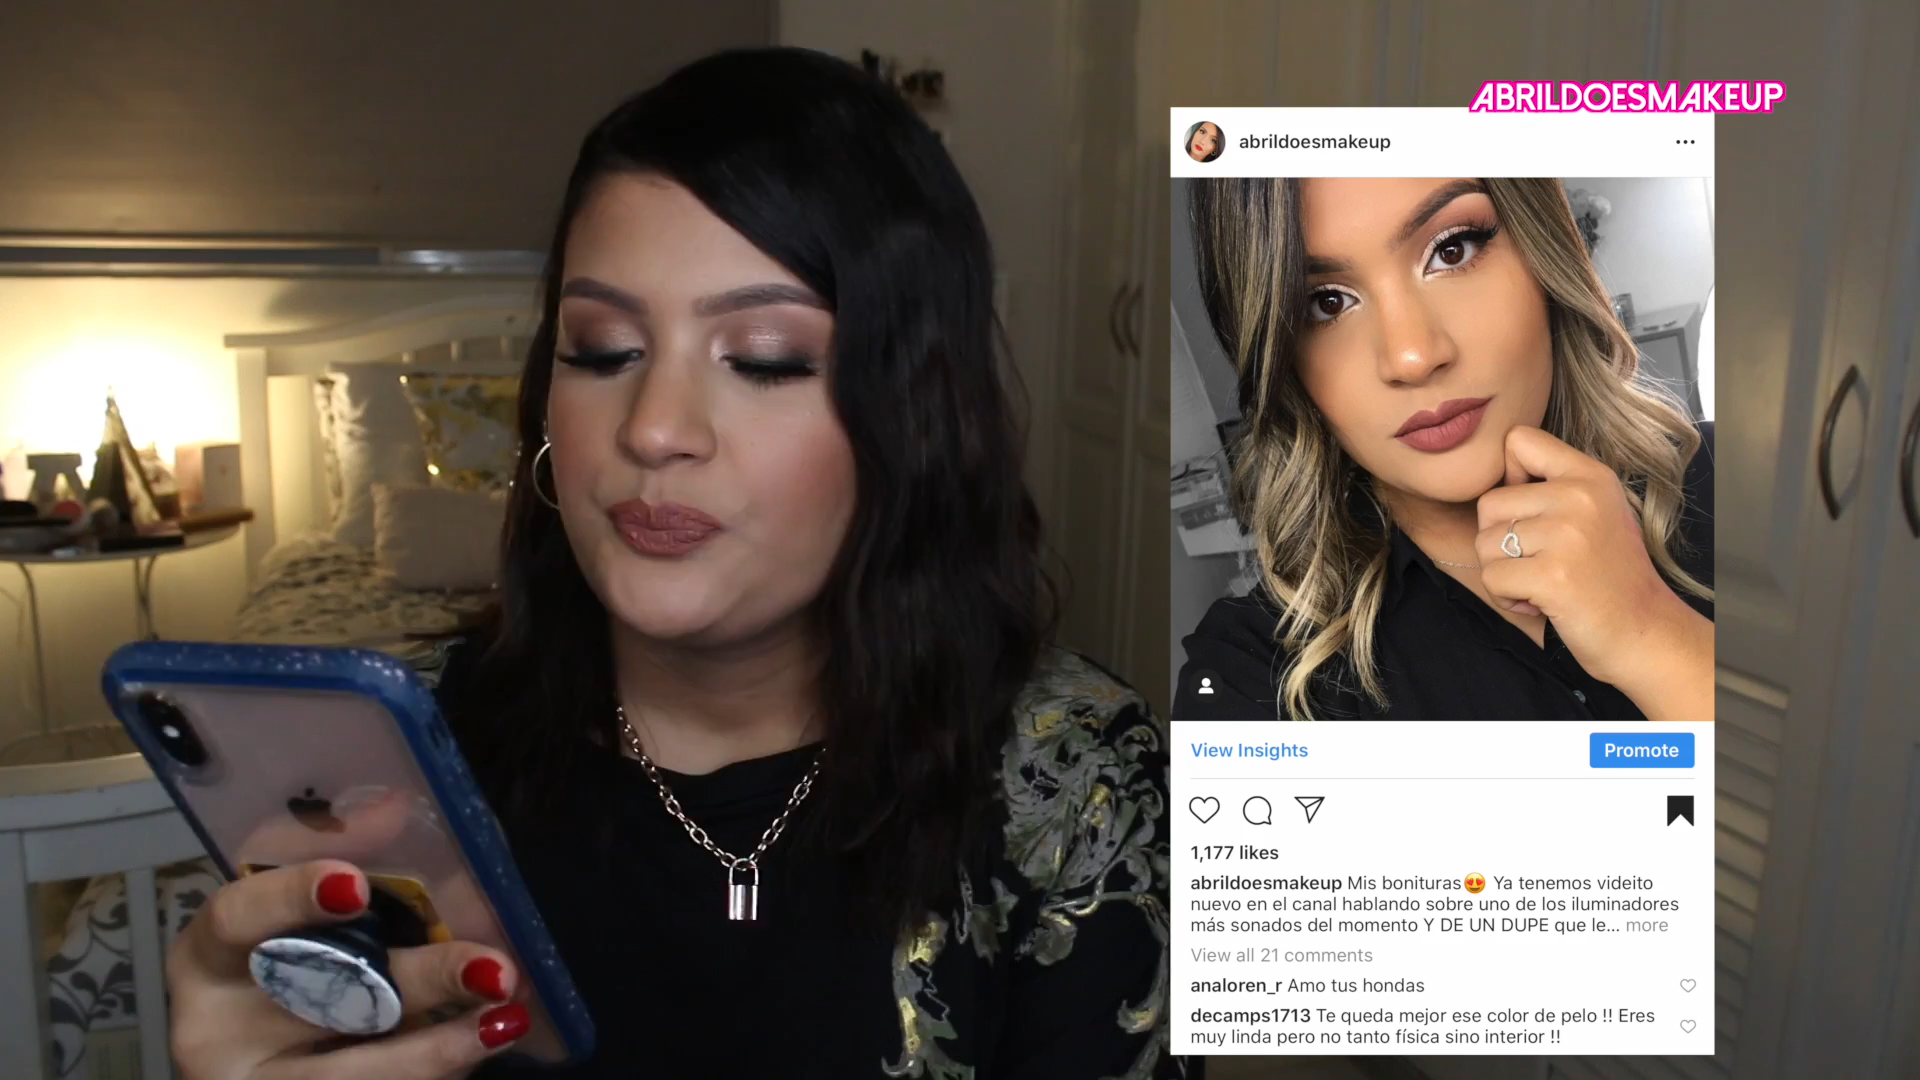 ABRILDOESMAKEUP
abrildoesmakeup
View Insights
Promote
1,177 likes
abrildoesmakeup Mis bonituras😍 Ya tenemos videito
nuevo en el canal hablando sobre uno de los iluminadores
más sonados del momento Y DE UN DUPE que le... more
View all 21 comments
analoren_r Amo tus hondas
decamps1713 Te queda mejor ese color de pelo !! Eres
muy linda pero no tanto física sino interior !!